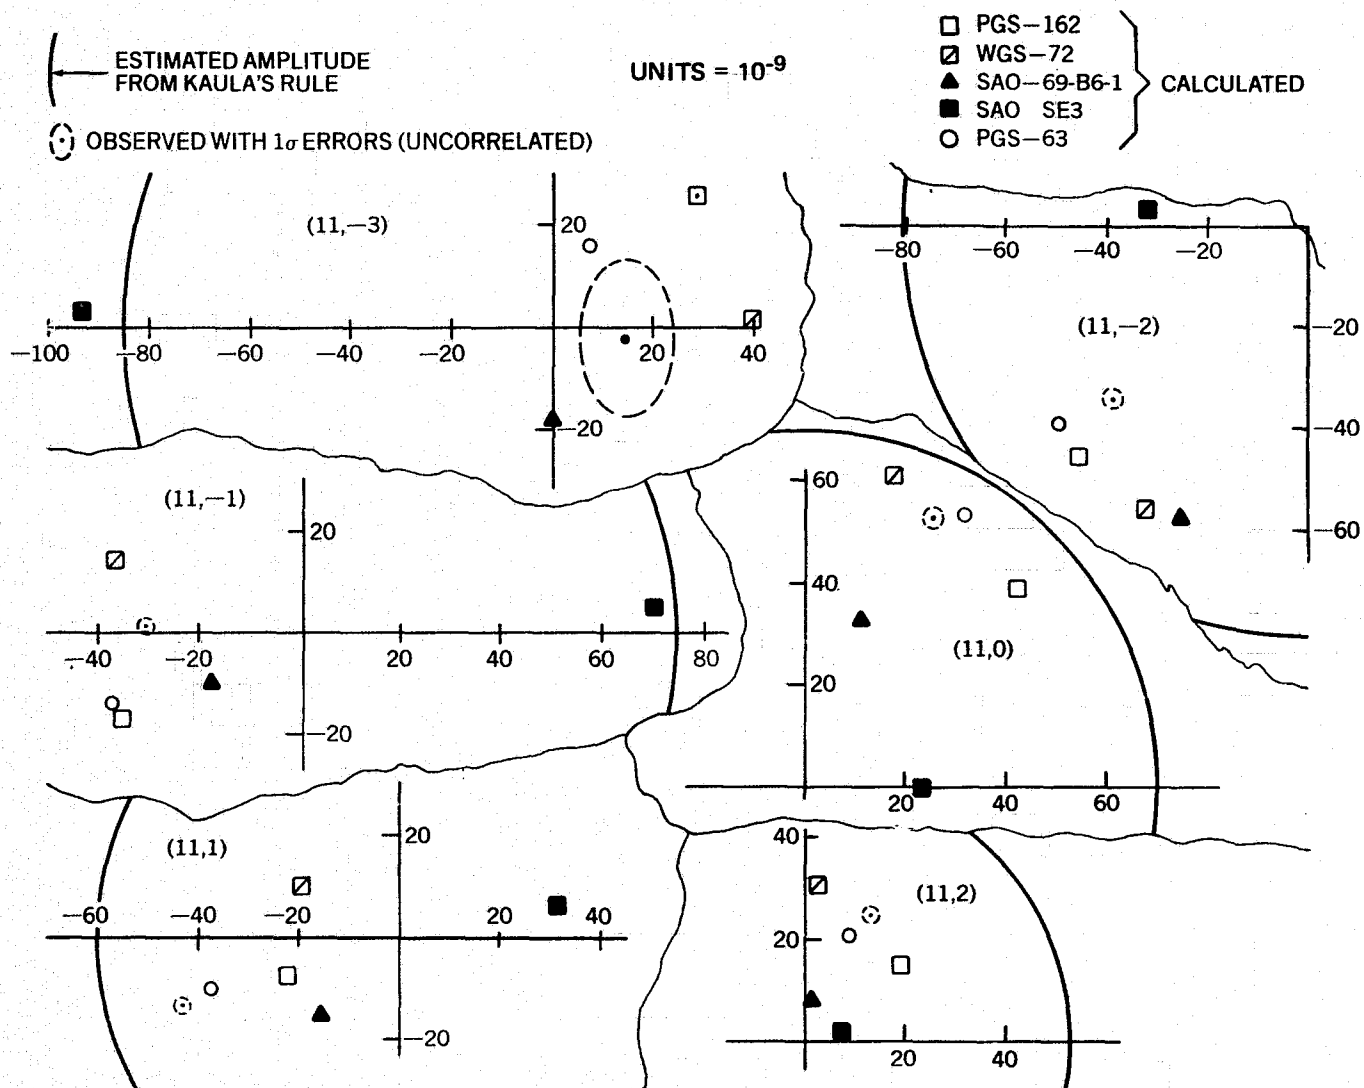 ESTIMATED AMPLITUDE
FROM KAULA'S RULE
UNITS = 10-9
OBSERVED WITH 1σ ERRORS (UNCORRELATED)
PGS—162
WGS—72
SAO—69-B6-1
SAO SE3
PGS—63
CALCULATED
(11,—3)
20
—100 —80 —60 —40 —20 20 40
—20
—80 —60 —40 —20
(11,—2)
—20
—40
—60
(11,—1)
20
—40 —20 20 40 60 80
—20
60
40
(11,0)
20
20 40 60
(11,1)
20
—60 —40 —20 20 40
—20
40
(11,2)
20
20 40